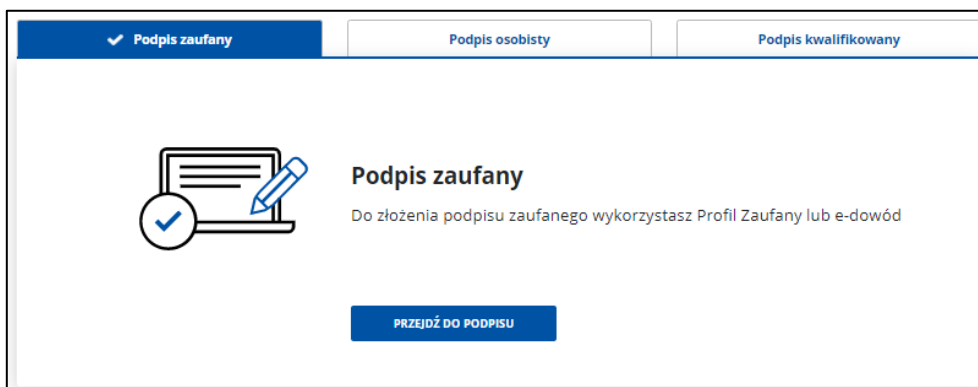 Podpis zaufany
Podpis osobisty
Podpis kwalifikowany
Podpis zaufany
Do złożenia podpisu zaufanego wykorzystasz Profil Zaufany lub e-dowód
PRZEJDŹ DO PODPISU